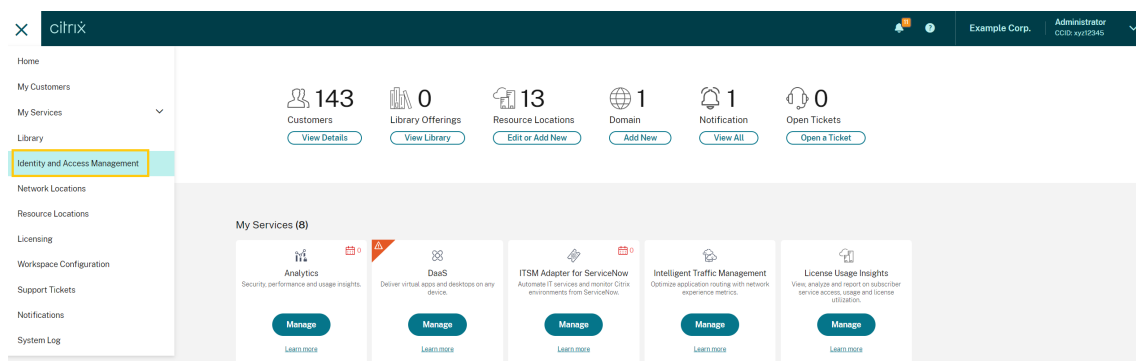 citrix
11
Example Corp.
Administrator
CCID: xyz12345
Home
My Customers
My Services
Library
Identity and Access Management
Network Locations
Resource Locations
Licensing
Workspace Configuration
Support Tickets
Notifications
System Log
143
Customers
View Details
0
Library Offerings
View Library
13
Resource Locations
Edit or Add New
1
Domain
Add New
1
Notification
View All
0
Open Tickets
Open a Ticket
My Services (8)
0
Analytics
Security, performance and usage insights.
Manage
Learn more
DaaS
Deliver virtual apps and desktops on any
device.
Manage
Learn more
0
ITSM Adapter for ServiceNow
Automate IT services and monitor Citrix
environments from ServiceNow.
Manage
Learn more
Intelligent Traffic Management
Optimize application routing with network
experience metrics.
Manage
Learn more
License Usage Insights
View, analyze and report on subscriber
service access, usage and license
utilization.
Manage
Learn more